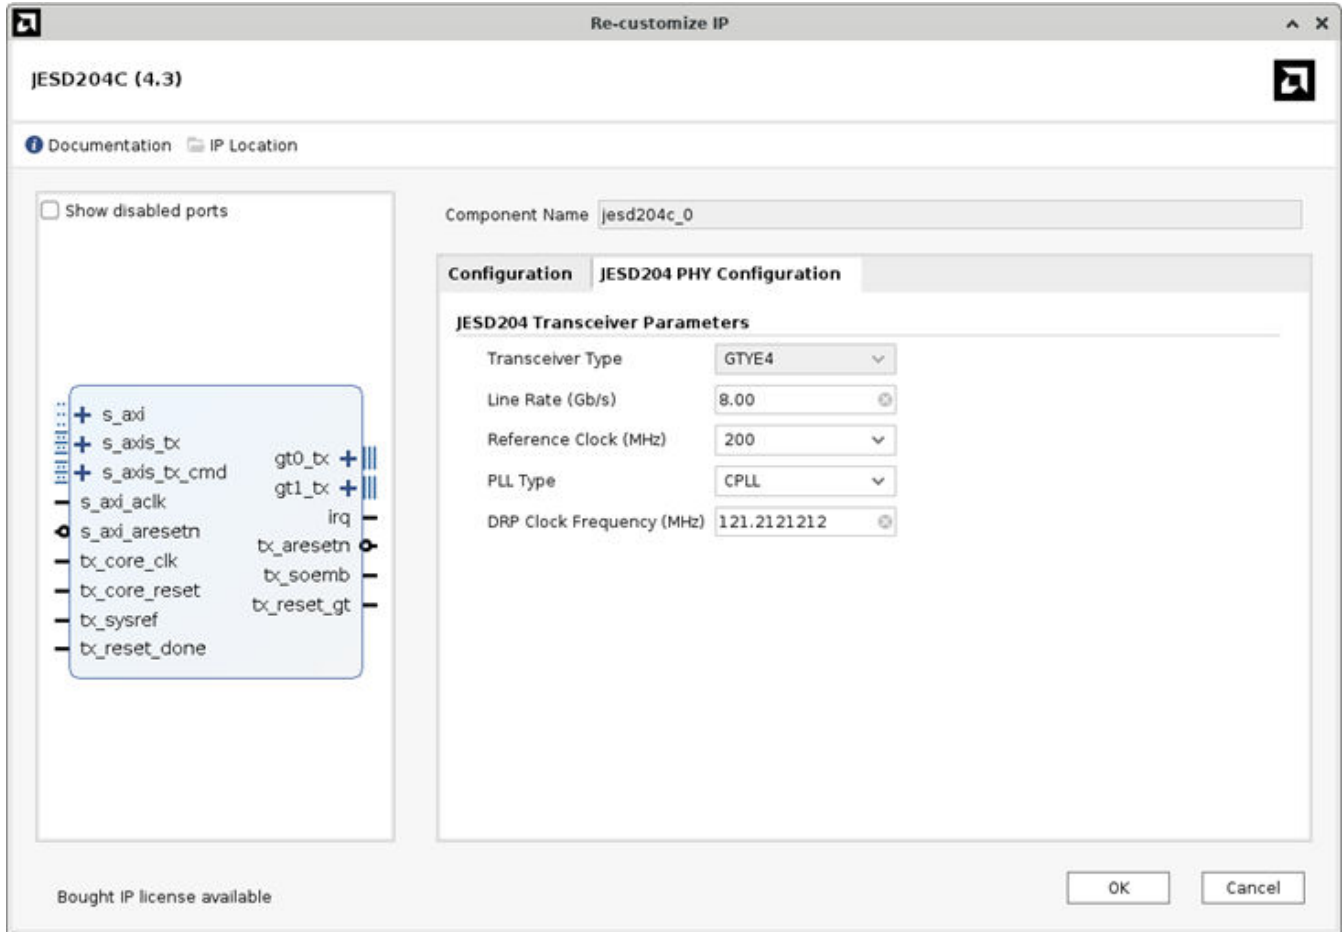 Re-customize IP
JESD204C (4.3)
Documentation IP Location
Show disabled ports
s_axi
s_axis_tx
s_axis_tx_cmd
s_axi_aclk
s_axi_aresetn
tx_core_clk
tx_core_reset
tx_sysref
tx_reset_done
gt0_tx
gt1_tx
irq
tx_aresetn
tx_soemb
tx_reset_gt
Component Name jesd204c_0
Configuration JESD204 PHY Configuration
JESD204 Transceiver Parameters
Transceiver Type GTYE4
Line Rate (Gb/s) 8.00
Reference Clock (MHz) 200
PLL Type CPLL
DRP Clock Frequency (MHz) 121.2121212
Bought IP license available
OK Cancel